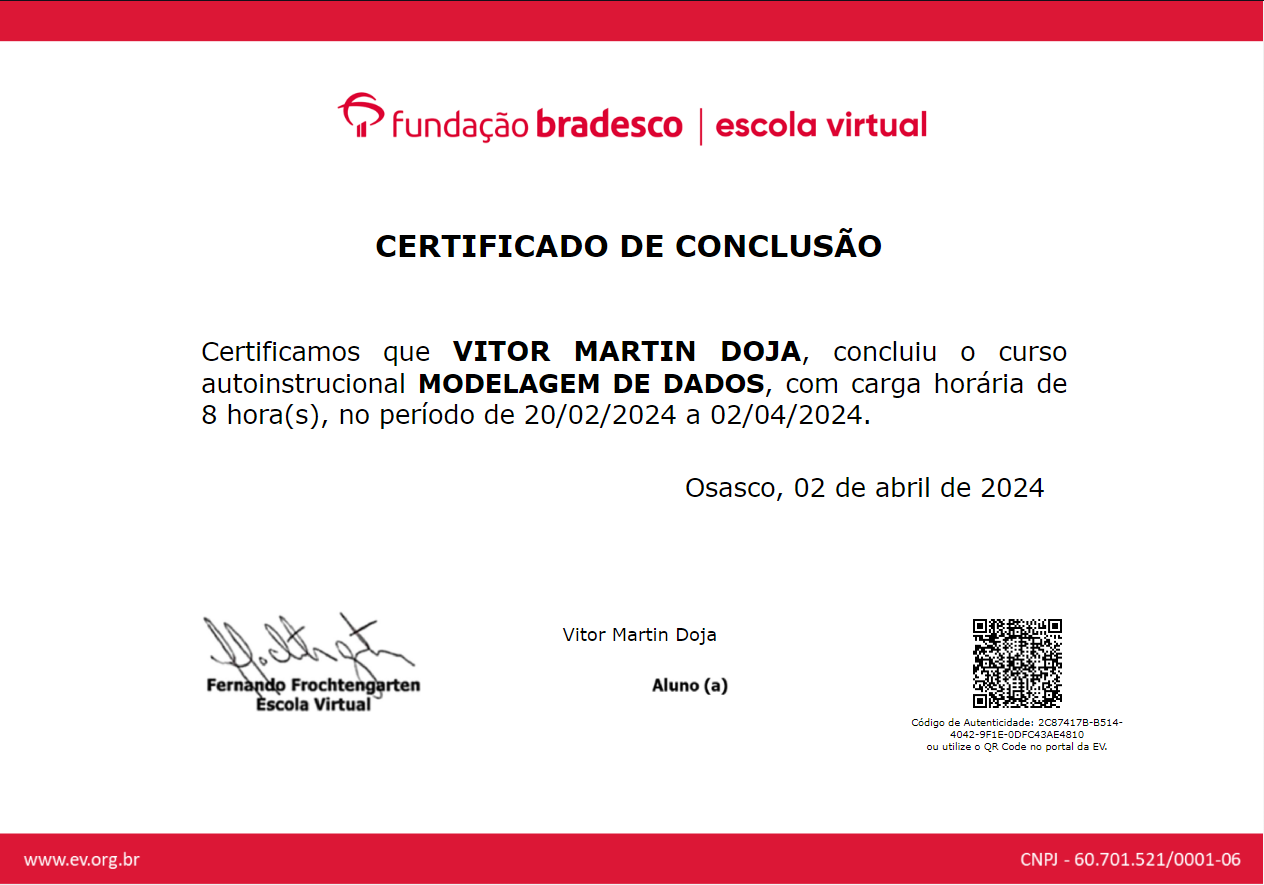 fundação bradesco | escola virtual
CERTIFICADO DE CONCLUSÃO
Certificamos que VITOR MARTIN DOJA, concluiu o curso
autoinstrucional MODELAGEM DE DADOS, com carga horária de
8 hora(s), no período de 20/02/2024 a 02/04/2024.
Osasco, 02 de abril de 2024
Fernando Frochtengarten
Escola Virtual
Vitor Martin Doja
Aluno (a)
Código de Autenticidade: 2C87417B-B514-
4042-9F1E-0DFC43AE4810
ou utilize o QR Code no portal da EV.
www.ev.org.br
CNPJ - 60.701.521/0001-06